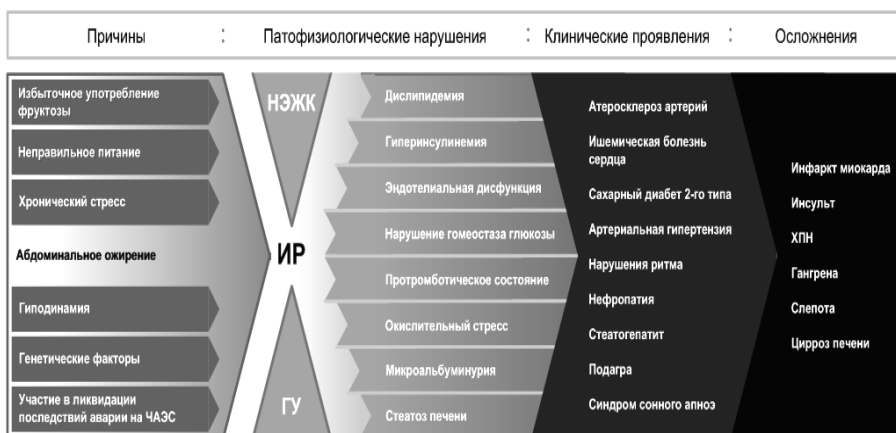 Причины : Патофизиологические нарушения : Клинические проявления : Осложнения
Избыточное употребление
фруктозы
Неправильное питание
Хронический стресс
Абдоминальное ожирение
Гиподинамия
Генетические факторы
Участие в ликвидации
последствий аварии на ЧАЭС
НЭЖК
ИР
ГУ
Дислипидемия
Гиперинсулинемия
Эндотелиальная дисфункция
Нарушение гомеостаза глюкозы
Протромботическое состояние
Окислительный стресс
Микроальбуминурия
Стеатоз печени
Атеросклероз артерий
Ишемическая болезнь
сердца
Сахарный диабет 2-го типа
Артериальная гипертензия
Нарушения ритма
Нефропатия
Стеатогепатит
Подагра
Синдром сонного апноэ
Инфаркт миокарда
Инсульт
ХПН
Гангрена
Слепота
Цирроз печени